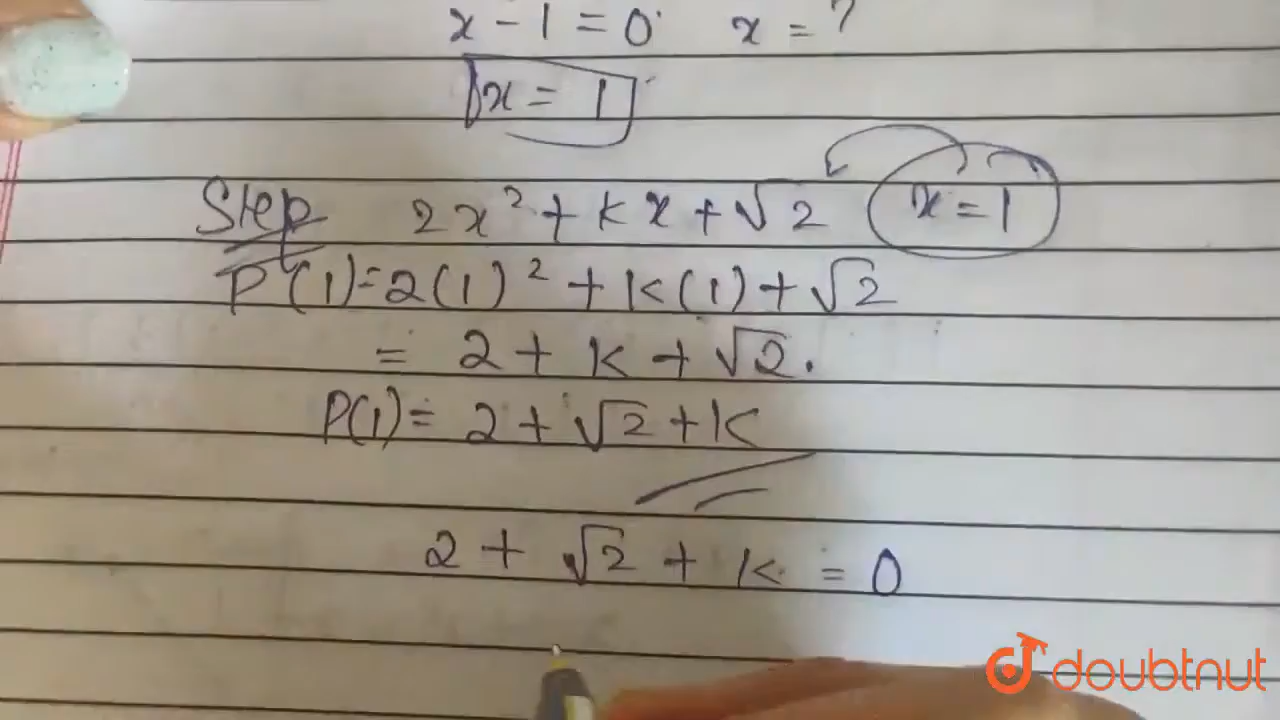 x - 1 = 0 x = ?
x = 1
Step 2x² + kx + √2 x = 1
P(1) = 2(1)² + k(1) + √2
= 2 + k + √2.
P(1) = 2 + √2 + k
2 + √2 + k = 0
doubtnut